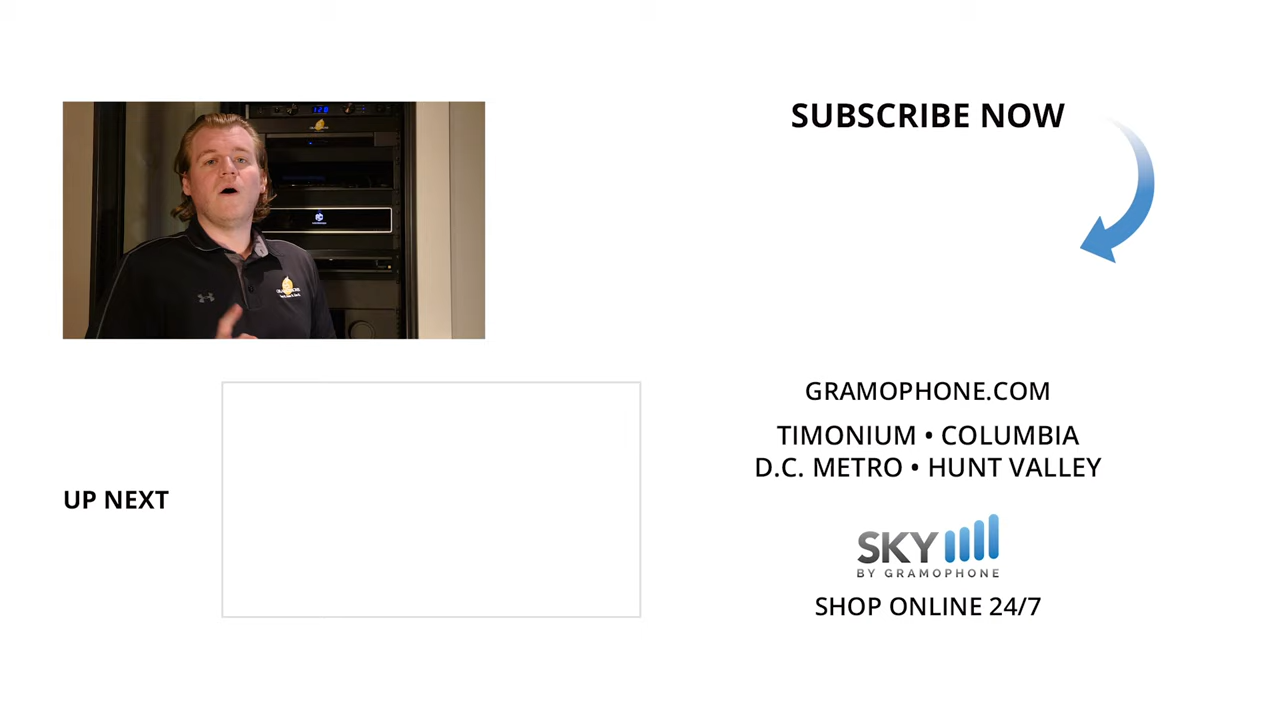 SUBSCRIBE NOW
GRAMOPHONE.COM
TIMONIUM • COLUMBIA
D.C. METRO • HUNT VALLEY
UP NEXT
SKY
BY GRAMOPHONE
SHOP ONLINE 24/7